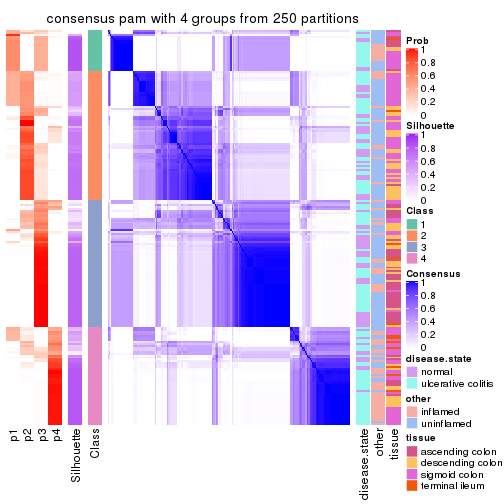 consensus pam with 4 groups from 250 partitions
p1
p2
p3
p4
Silhouette
Class
disease.state
other
tissue
Prob
1
0.8
0.6
0.4
0.2
0
Silhouette
1
0.8
0.6
0.4
0.2
0
Class
1
2
3
4
Consensus
1
0.8
0.6
0.4
0.2
0
disease.state
normal
ulcerative colitis
other
inflamed
uninflamed
tissue
ascending colon
descending colon
sigmoid colon
terminal ileum